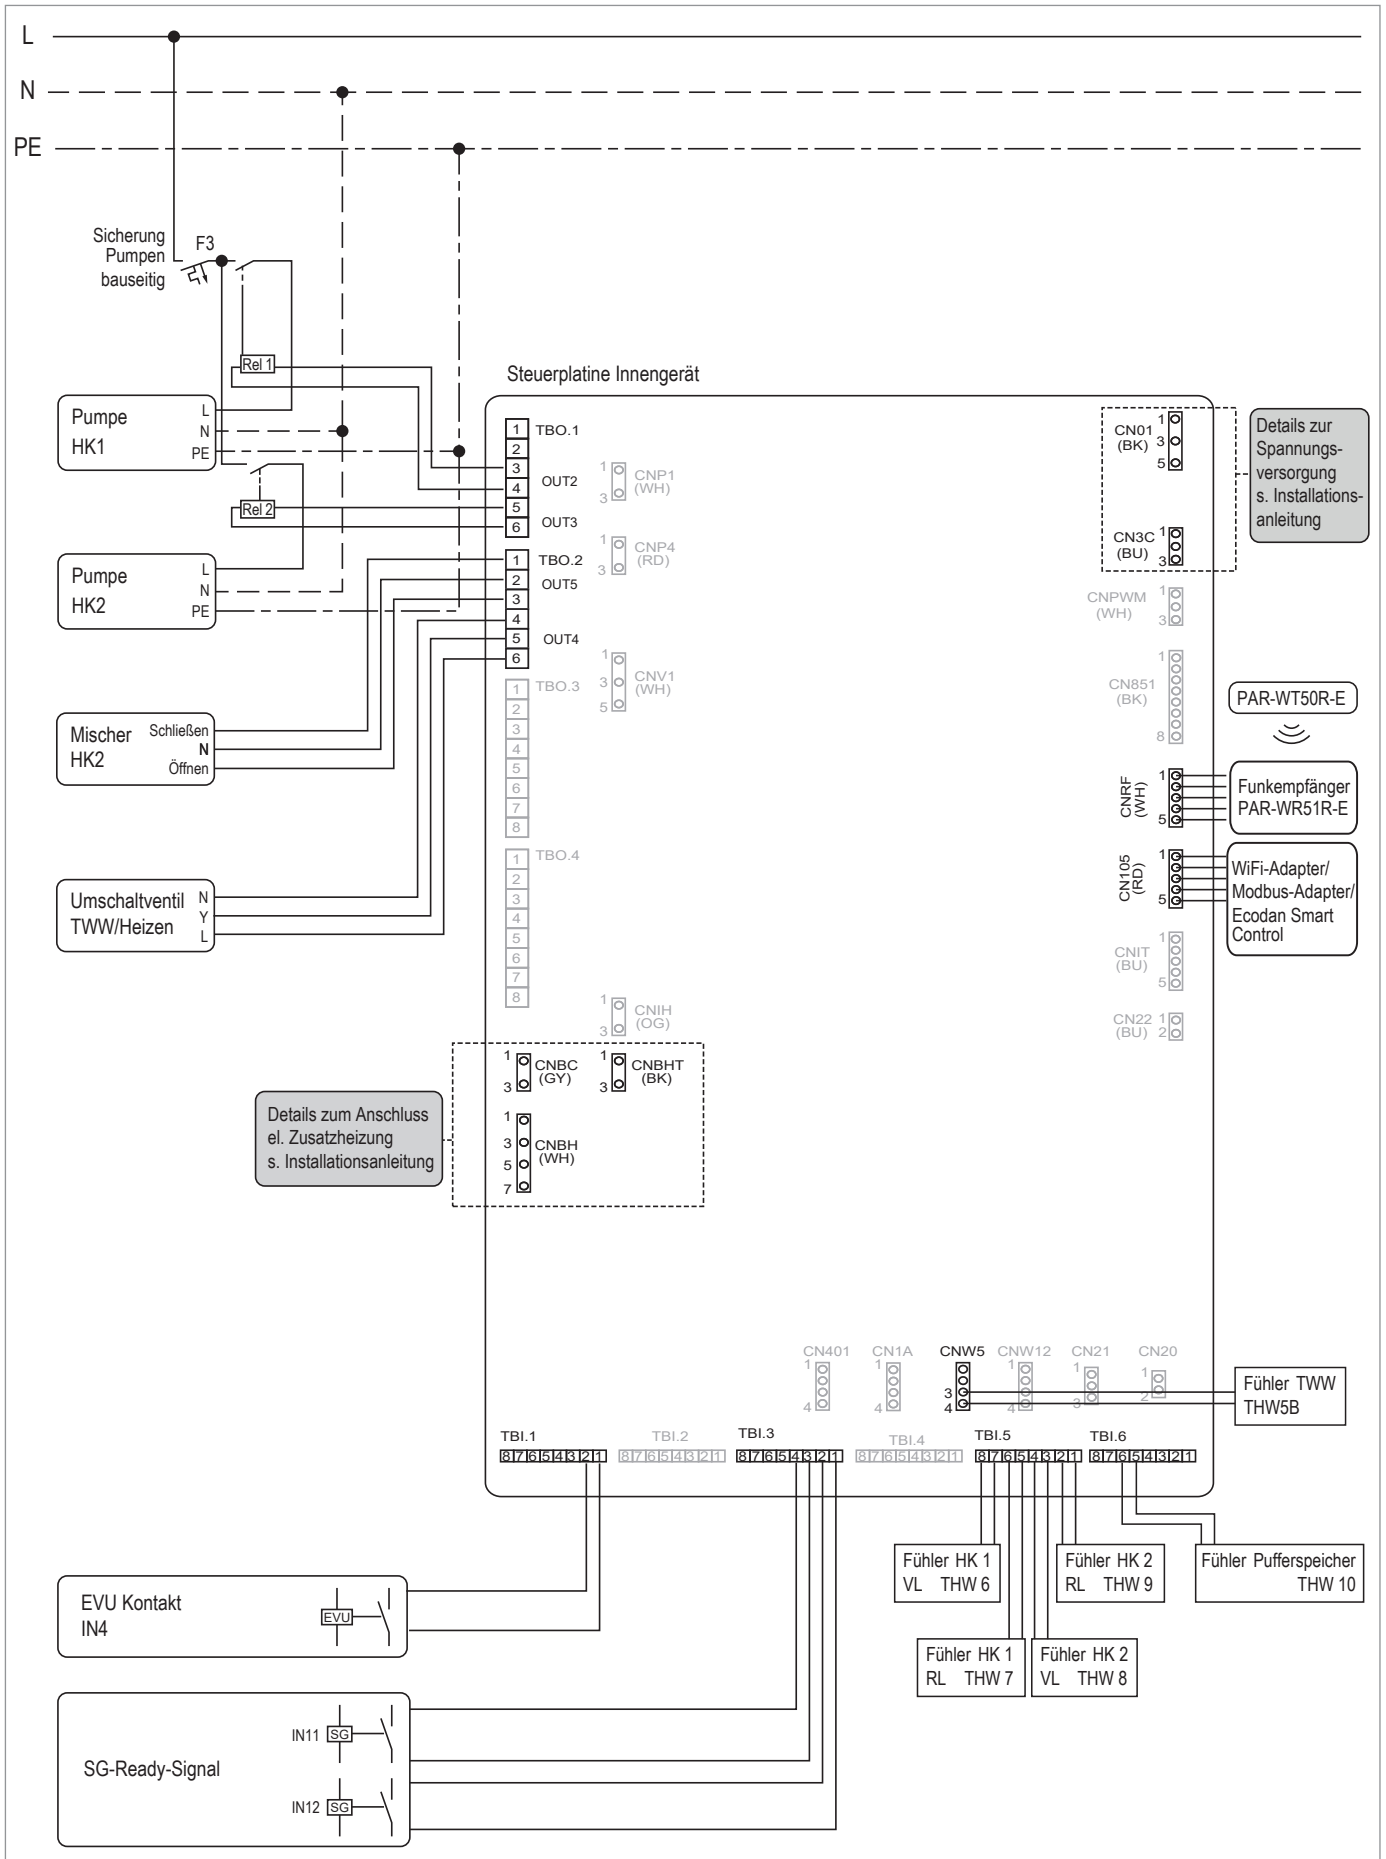 L
N
PE
Sicherung
Pumpen
bauseitig
F3
Rel 1
Steuerplatine Innengerät
Pumpe
HK1
L
N
PE
Rel 2
Pumpe
HK2
L
N
PE
Mischer
HK2
Schließen
N
Öffnen
Umschaltventil
TWW/Heizen
N
Y
L
1 TBO.1
2
3
OUT2
4
5
OUT3
6
1 TBO.2
2
OUT5
3
4
5 OUT4
6
1 TBO.3
2
3
4
5
6
7
8
1 TBO.4
2
3
4
5
6
7
8
1
3
CNP1
(WH)
1
3
CNP4
(RD)
1
3
5
CNV1
(WH)
1
3
CNIH
(OG)
1
3
CNBC
(GY)
1
3
CNBHT
(BK)
1
3
5
7
CNBH
(WH)
Details zum Anschluss
el. Zusatzheizung
s. Installationsanleitung
CN01
(BK)
1
3
5
CN3C
(BU)
1
3
Details zur
Spannungs-
versorgung
s. Installations-
anleitung
CNPWM
(WH)
1
3
CN851
(BK)
1
8
PAR-WT50R-E
CNRF
(WH)
1
5
Funkempfänger
PAR-WR51R-E
CN105
(RD)
1
5
WiFi-Adapter/
Modbus-Adapter/
Ecodan Smart
Control
CNIT
(BU)
1
5
CN22
(BU)
1
2
CN401
1
4
CN1A
1
4
CNW5
3
4
CNW12
1
4
CN21
1
3
CN20
1
2
Fühler TWW
THW5B
TBI.1
8 7 6 5 4 3 2 1
TBI.2
8 7 6 5 4 3 2 1
TBI.3
8 7 6 5 4 3 2 1
TBI.4
8 7 6 5 4 3 2 1
TBI.5
8 7 6 5 4 3 2 1
TBI.6
8 7 6 5 4 3 2 1
Fühler HK 1
VL THW 6
Fühler HK 2
RL THW 9
Fühler Pufferspeicher
THW 10
Fühler HK 1
RL THW 7
Fühler HK 2
VL THW 8
EVU Kontakt
IN4
EVU
SG-Ready-Signal
IN11 SG
IN12 SG